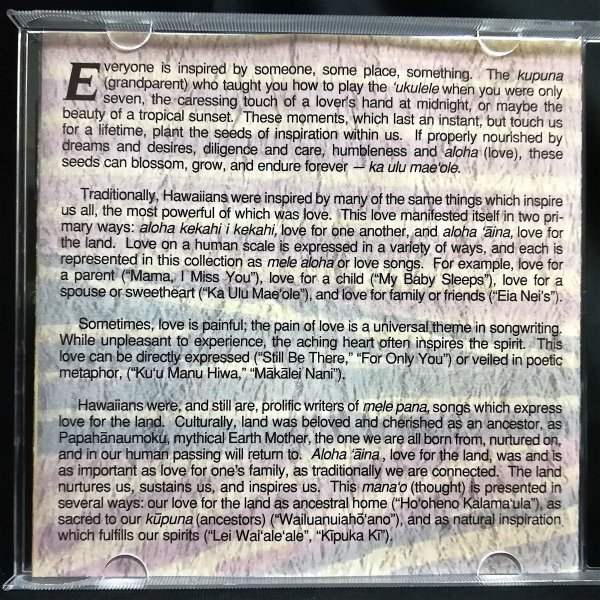 Everyone is inspired by someone, some place, something. The kupuna
(grandparent) who taught you how to play the ‘ukulele when you were only
seven, the caressing touch of a lover's hand at midnight, or maybe the
beauty of a tropical sunset. These moments, which last an instant, but touch us
for a lifetime, plant the seeds of inspiration within us. If properly nourished by
dreams and desires, diligence and care, humbleness and aloha (love), these
seeds can blossom, grow, and endure forever — ka ulu mae‘ole.
Traditionally, Hawaiians were inspired by many of the same things which inspire
us all, the most powerful of which was love. This love manifested itself in two pri-
mary ways: aloha kekahi i kekahi, love for one another, and aloha ‘āina, love for
the land. Love on a human scale is expressed in a variety of ways, and each is
represented in this collection as mele aloha or love songs. For example, love for
a parent (“Mama, I Miss You”), love for a child (“My Baby Sleeps”), love for a
spouse or sweetheart (“Ka Ulu Mae‘ole”), and love for family or friends (“Eia Nei's”).
Sometimes, love is painful; the pain of love is a universal theme in songwriting.
While unpleasant to experience, the aching heart often inspires the spirit. This
love can be directly expressed (“Still Be There,” “For Only You”) or veiled in poetic
metaphor, (“Ku‘u Manu Hiwa,” “Mākālei Nani”).
Hawaiians were, and still are, prolific writers of mele pana, songs which express
love for the land. Culturally, land was beloved and cherished as an ancestor, as
Papahānaumoku, mythical Earth Mother, the one we are all born from, nurtured on,
and in our human passing will return to. Aloha ‘āina, love for the land, was and is
as important as love for one's family, as traditionally we are connected. The land
nurtures us, sustains us, and inspires us. This mana‘o (thought) is presented in
several ways: our love for the land as ancestral home (“Ho‘oheno Kalama‘ula”), as
sacred to our kūpuna (ancestors) (“Wailuanuiahō‘ano”), and as natural inspiration
which fulfills our spirits (“Lei Wai‘ale‘ale”, “Kīpuka Kī”).